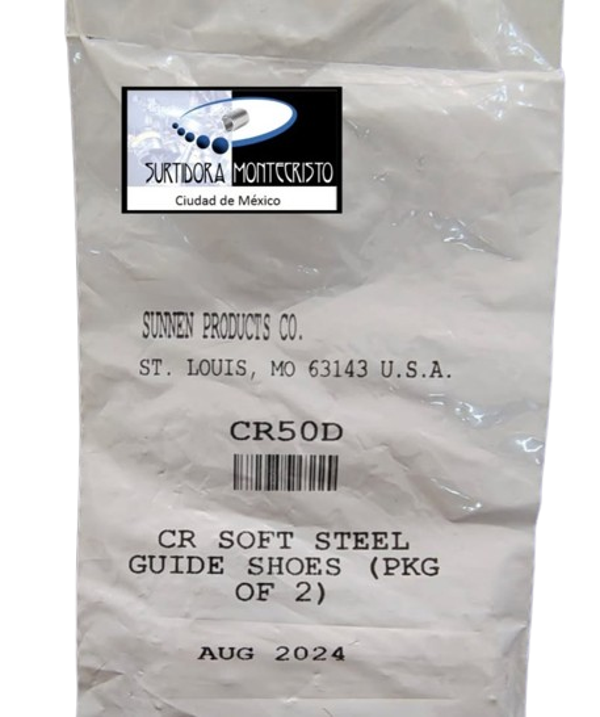 SURTIDORA MONTECRISTO
Ciudad de México
SUNNEN PRODUCTS CO.
ST. LOUIS, MO 63143 U.S.A.
CR50D
CR SOFT STEEL
GUIDE SHOES (PKG
OF 2)
AUG 2024